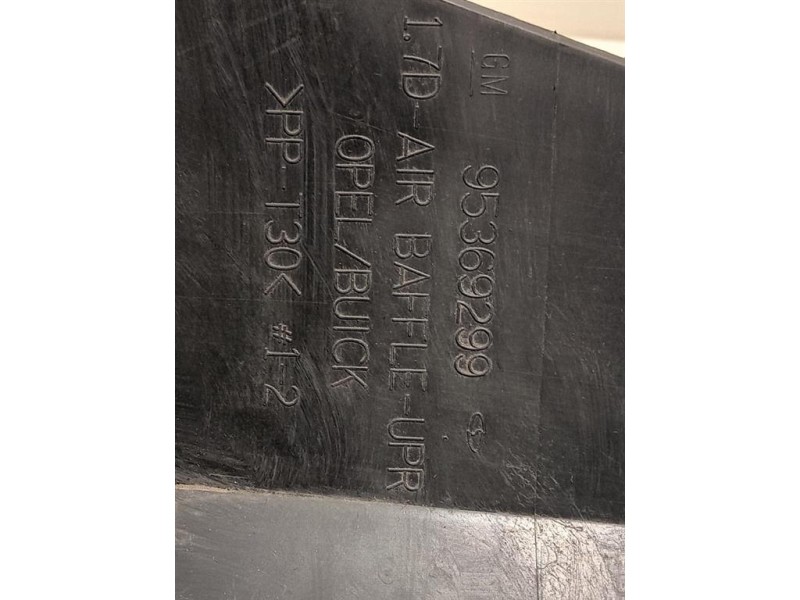 GM 95369299
1.7D-AIR BAFFLE-UPR
OPEL/BUICK
>PP-T30< #1-2